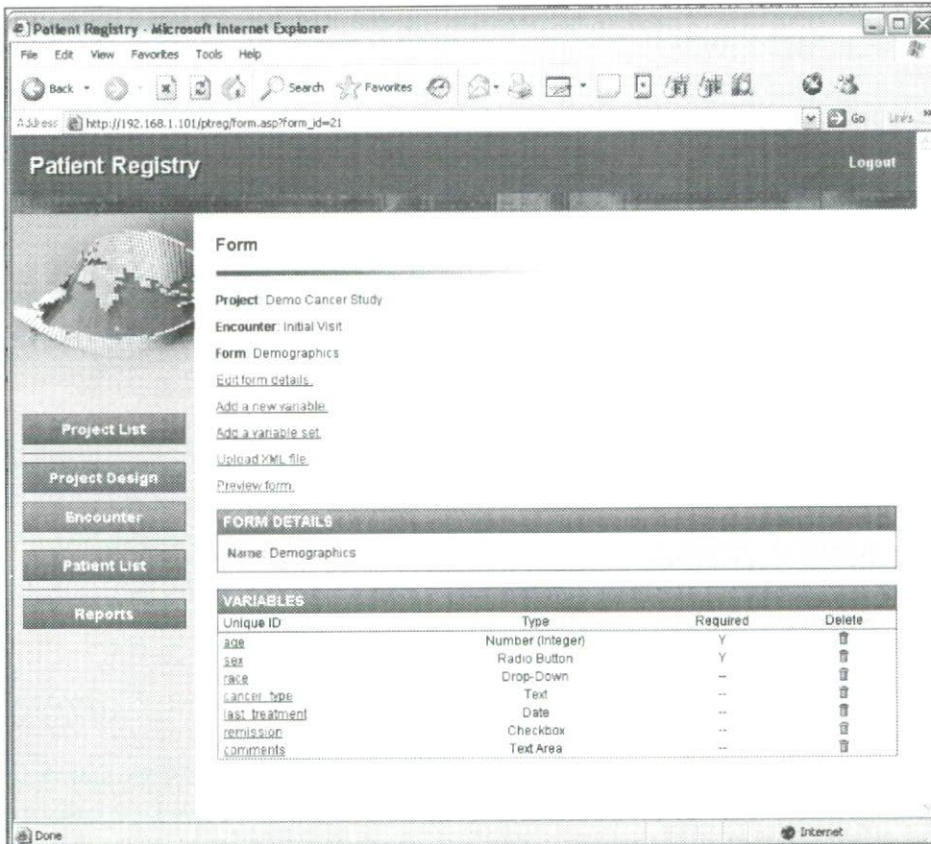 Patient Registry - Microsoft Internet Explorer
File Edit View Favorites Tools Help
Back Search Favorites
Address http://192.168.1.101/ptreg/form.asp?form_id=21 Go Links »
Patient Registry Logout
Form
Project: Demo Cancer Study
Encounter: Initial Visit
Form: Demographics
Edit form details.
Add a new variable.
Add a variable set.
Upload XML file.
Preview form.
Project List
Project Design
Encounter
Patient List
Reports
FORM DETAILS
Name: Demographics
VARIABLES
Unique ID Type Required Delete
age Number (Integer) Y
sex Radio Button Y
race Drop-Down --
cancer_type Text --
last_treatment Date --
remission Checkbox --
comments Text Area --
Done Internet